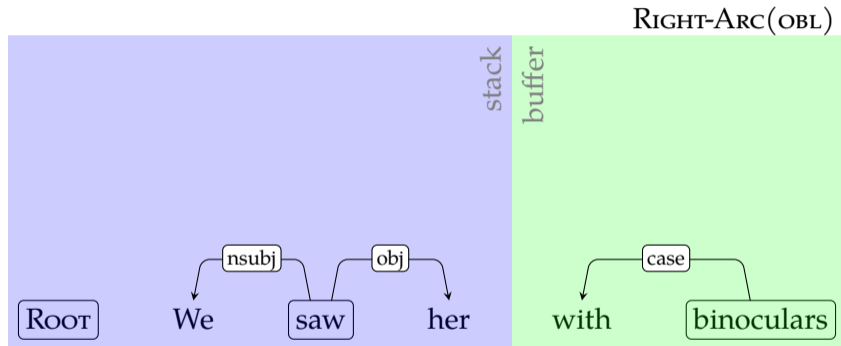 RIGHT-ARC(OBL)
stack
buffer
nsubj obj case
ROOT We saw her with binoculars